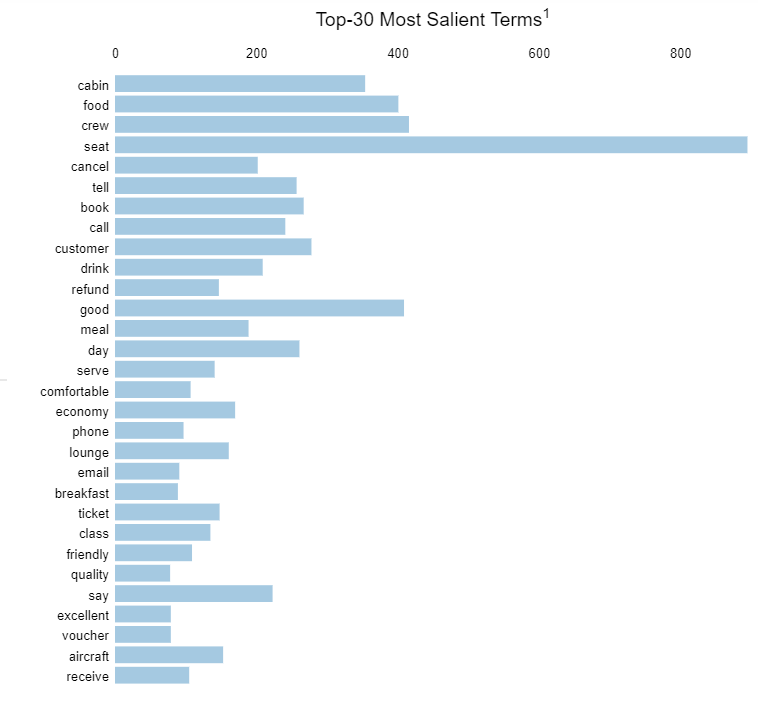 Top-30 Most Salient Terms1
0 200 400 600 800
cabin
food
crew
seat
cancel
tell
book
call
customer
drink
refund
good
meal
day
serve
comfortable
economy
phone
lounge
email
breakfast
ticket
class
friendly
quality
say
excellent
voucher
aircraft
receive